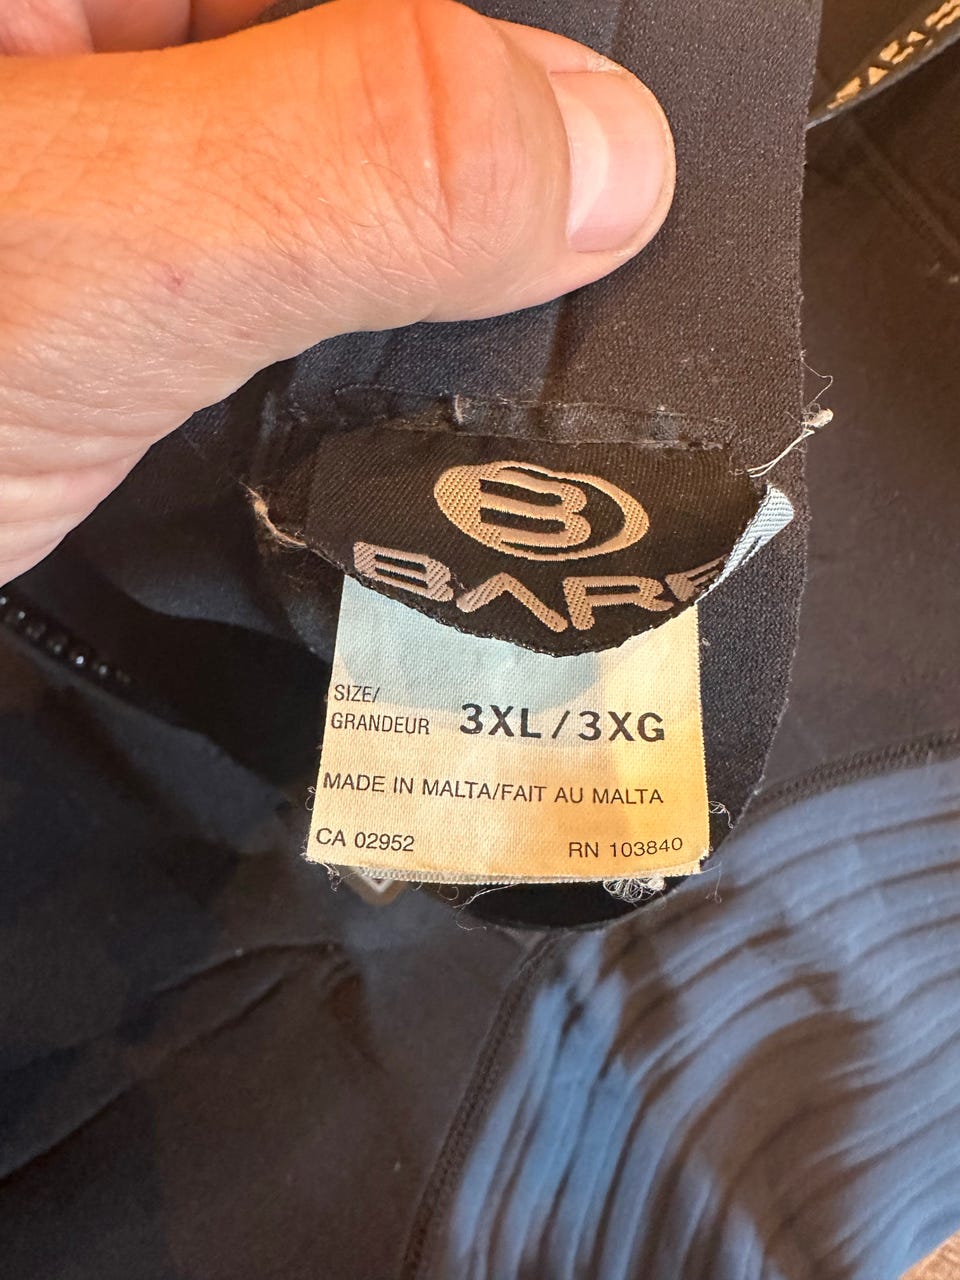 B
BARE
SIZE/
GRANDEUR 3XL/3XG
MADE IN MALTA/FAIT AU MALTA
CA 02952 RN 103840